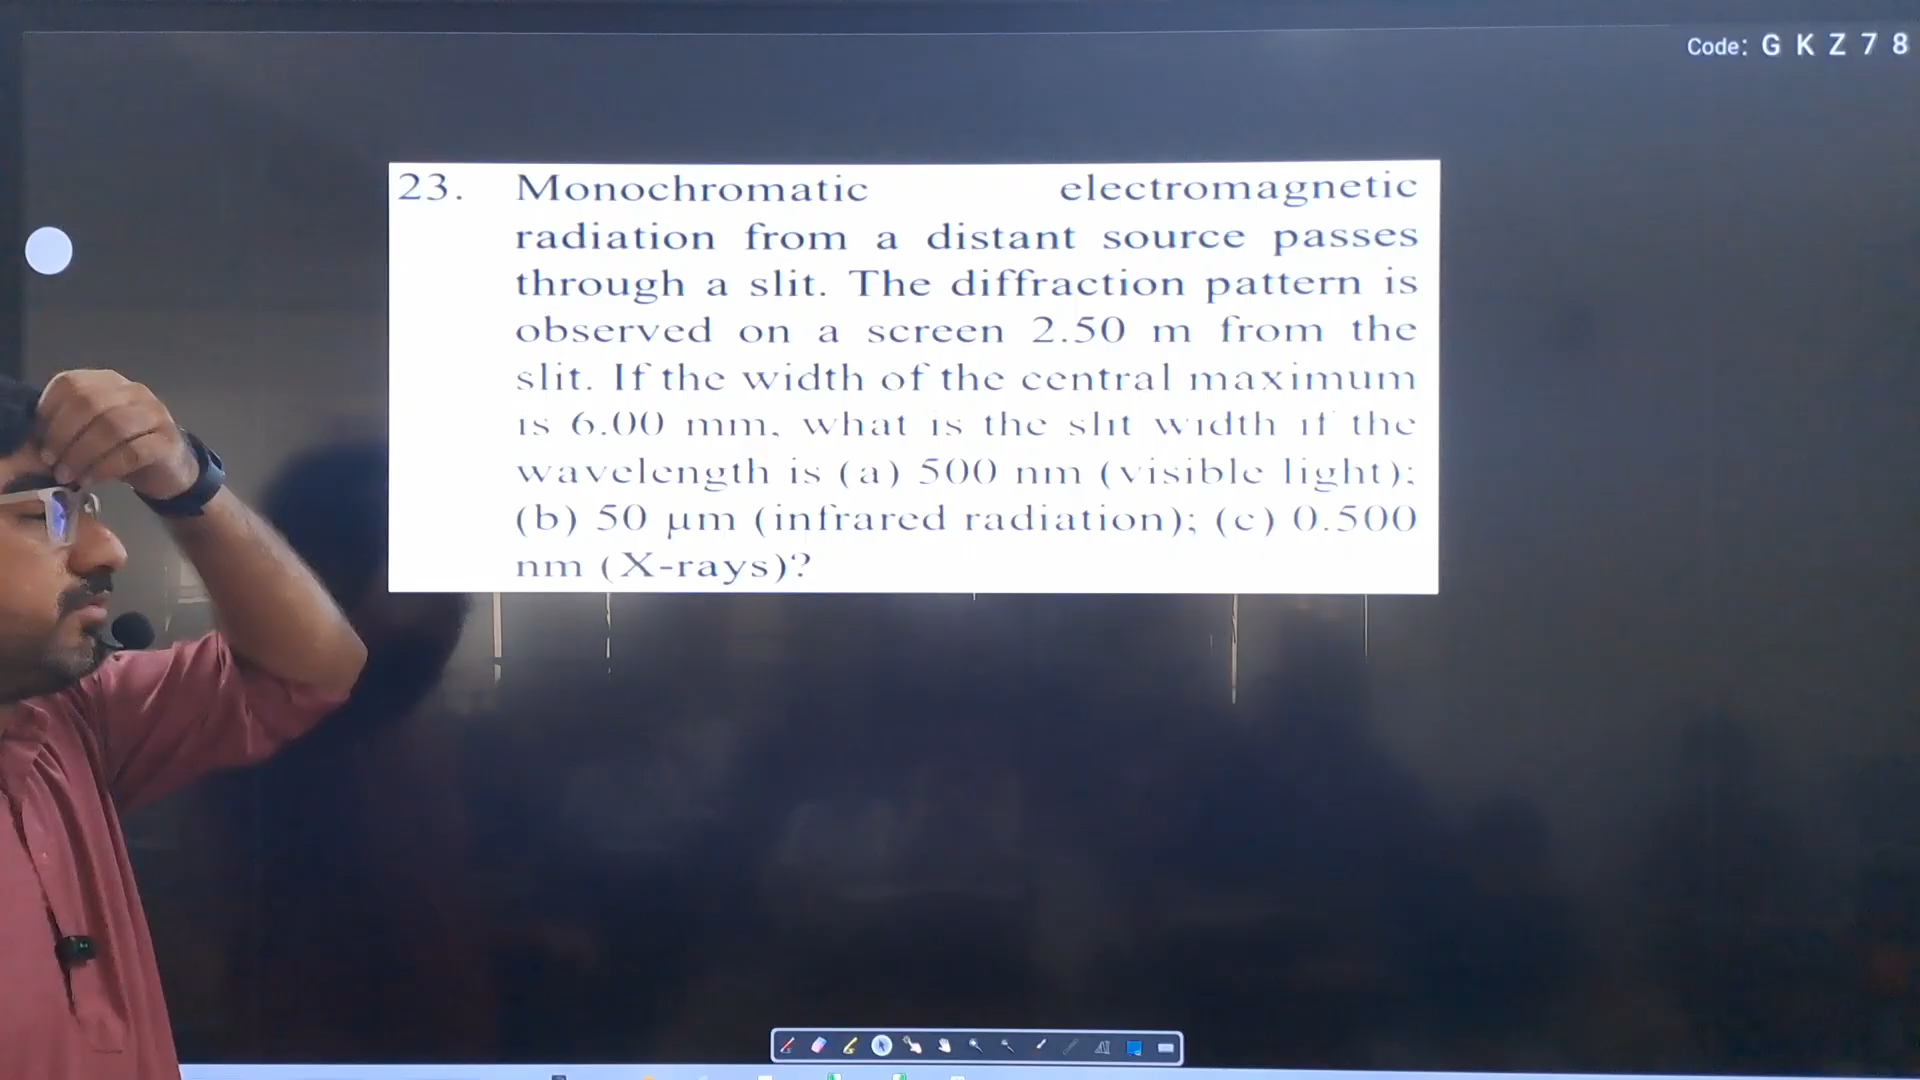 Code: G K Z 7 8
23. Monochromatic electromagnetic
radiation from a distant source passes
through a slit. The diffraction pattern is
observed on a screen 2.50 m from the
slit. If the width of the central maximum
is 6.00 mm, what is the slit width if the
wavelength is (a) 500 nm (visible light);
(b) 50 μm (infrared radiation); (c) 0.500
nm (X-rays)?